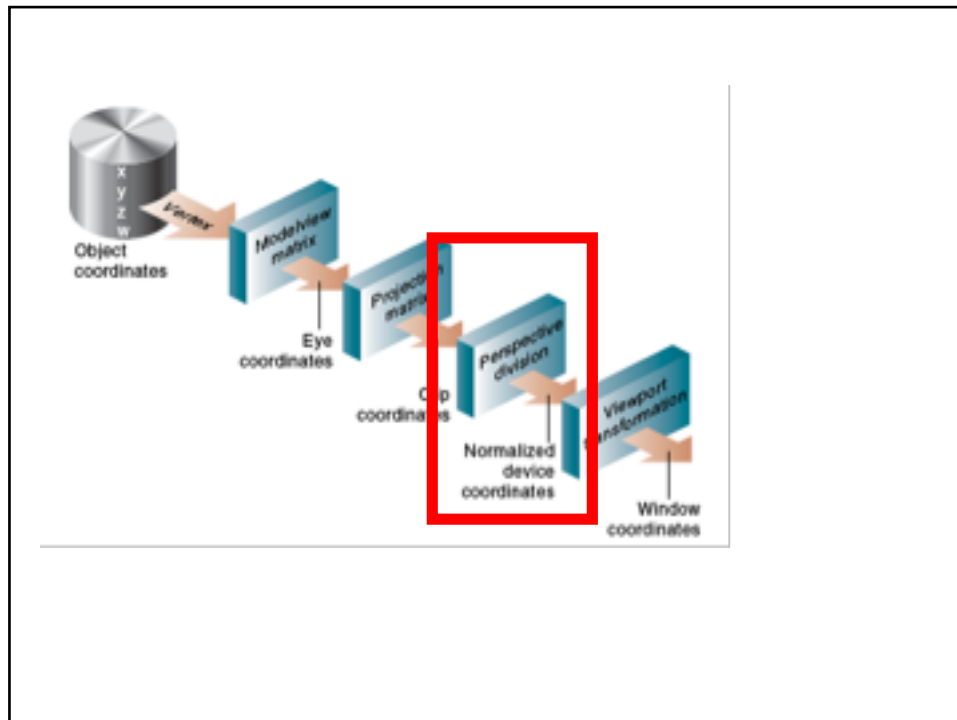 x
y
z
w
Vertex
Object
coordinates
Modelview
matrix
Eye
coordinates
Projection
matrix
Clip
coordinates
Perspective
division
Normalized
device
coordinates
Viewport
transformation
Window
coordinates